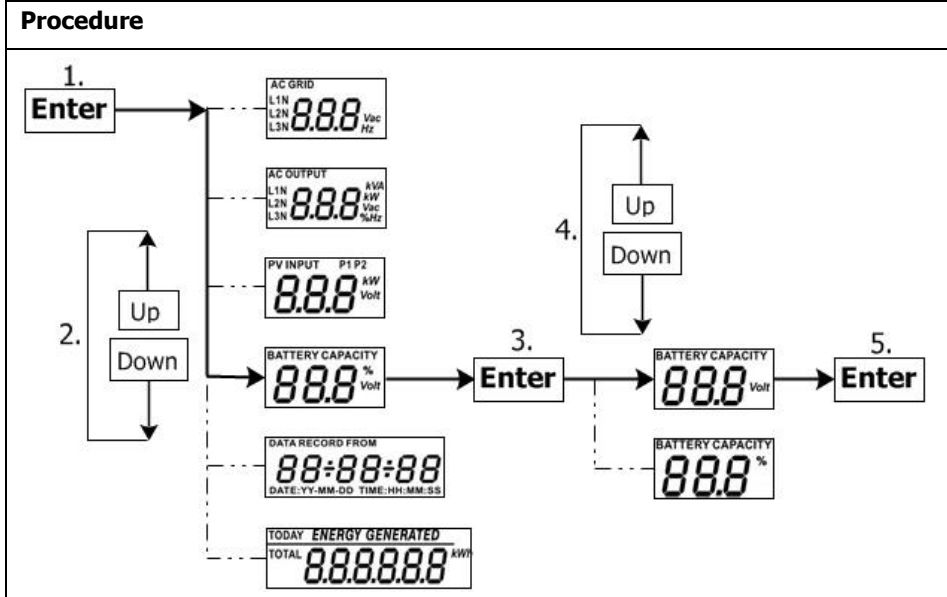 Procedure
1.
Enter
AC GRID
L1N
L2N
L3N
8.8.8
Vac
Hz
AC OUTPUT
L1N
L2N
L3N
8.8.8
kVA
kW
Vac
%Hz
PV INPUT P1 P2
8.8.8
kW
Volt
2.
Up
Down
BATTERY CAPACITY
88.8
%
Volt
3.
Enter
4.
Up
Down
BATTERY CAPACITY
88.8
Volt
5.
Enter
BATTERY CAPACITY
88.8
%
DATA RECORD FROM
88÷88÷88
DATE:YY-MM-DD TIME:HH:MM:SS
TODAY ENERGY GENERATED
TOTAL
8.8.8.8.8.8
kWh